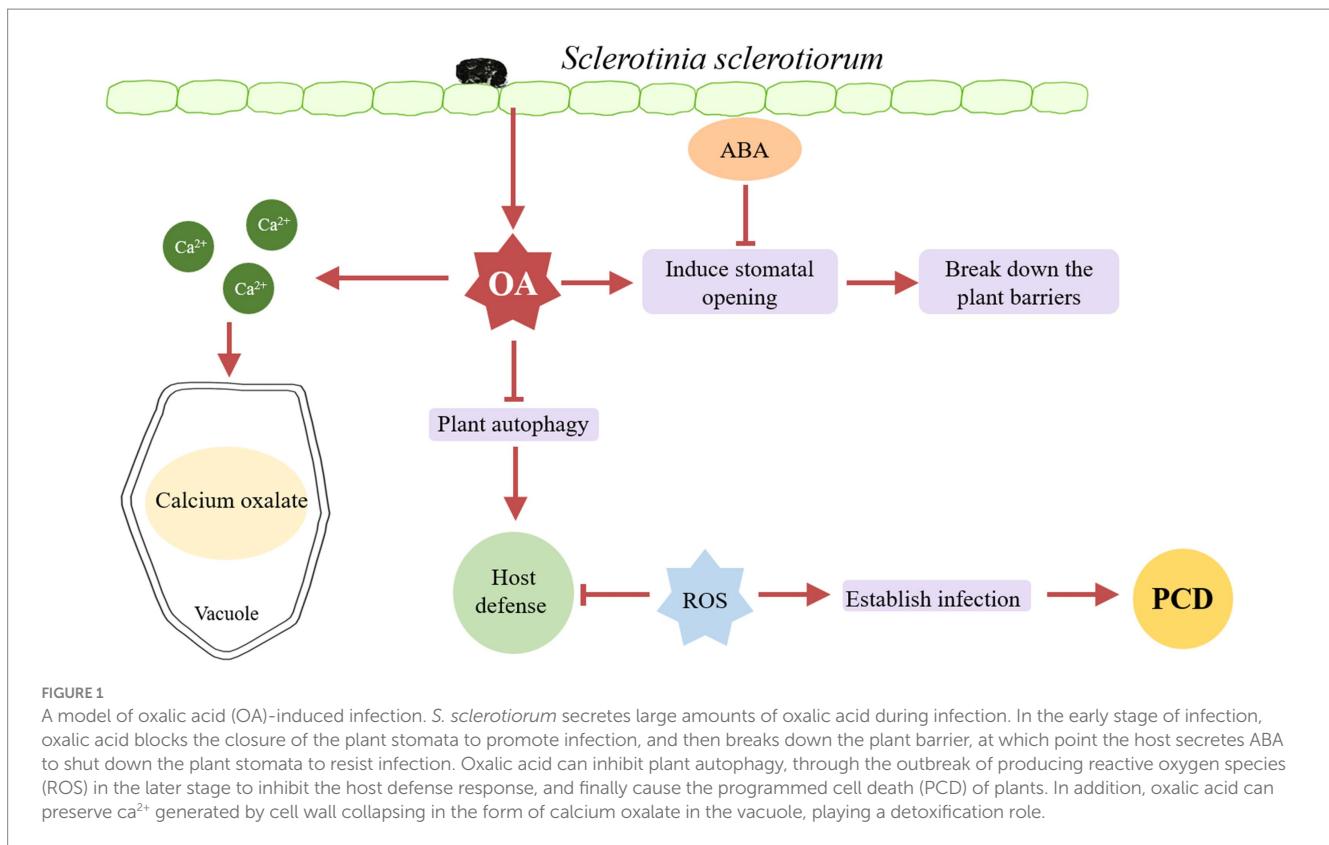 Sclerotinia sclerotiorum
ABA
Ca²⁺
Ca²⁺
Ca²⁺
OA
Induce stomatal
opening
Break down the
plant barriers
Plant autophagy
Calcium oxalate
Vacuole
Host
defense
ROS
Establish infection
PCD
FIGURE 1
A model of oxalic acid (OA)-induced infection. S. sclerotiorum secretes large amounts of oxalic acid during infection. In the early stage of infection,
oxalic acid blocks the closure of the plant stomata to promote infection, and then breaks down the plant barrier, at which point the host secretes ABA
to shut down the plant stomata to resist infection. Oxalic acid can inhibit plant autophagy, through the outbreak of producing reactive oxygen species
(ROS) in the later stage to inhibit the host defense response, and finally cause the programmed cell death (PCD) of plants. In addition, oxalic acid can
preserve ca²⁺ generated by cell wall collapsing in the form of calcium oxalate in the vacuole, playing a detoxification role.